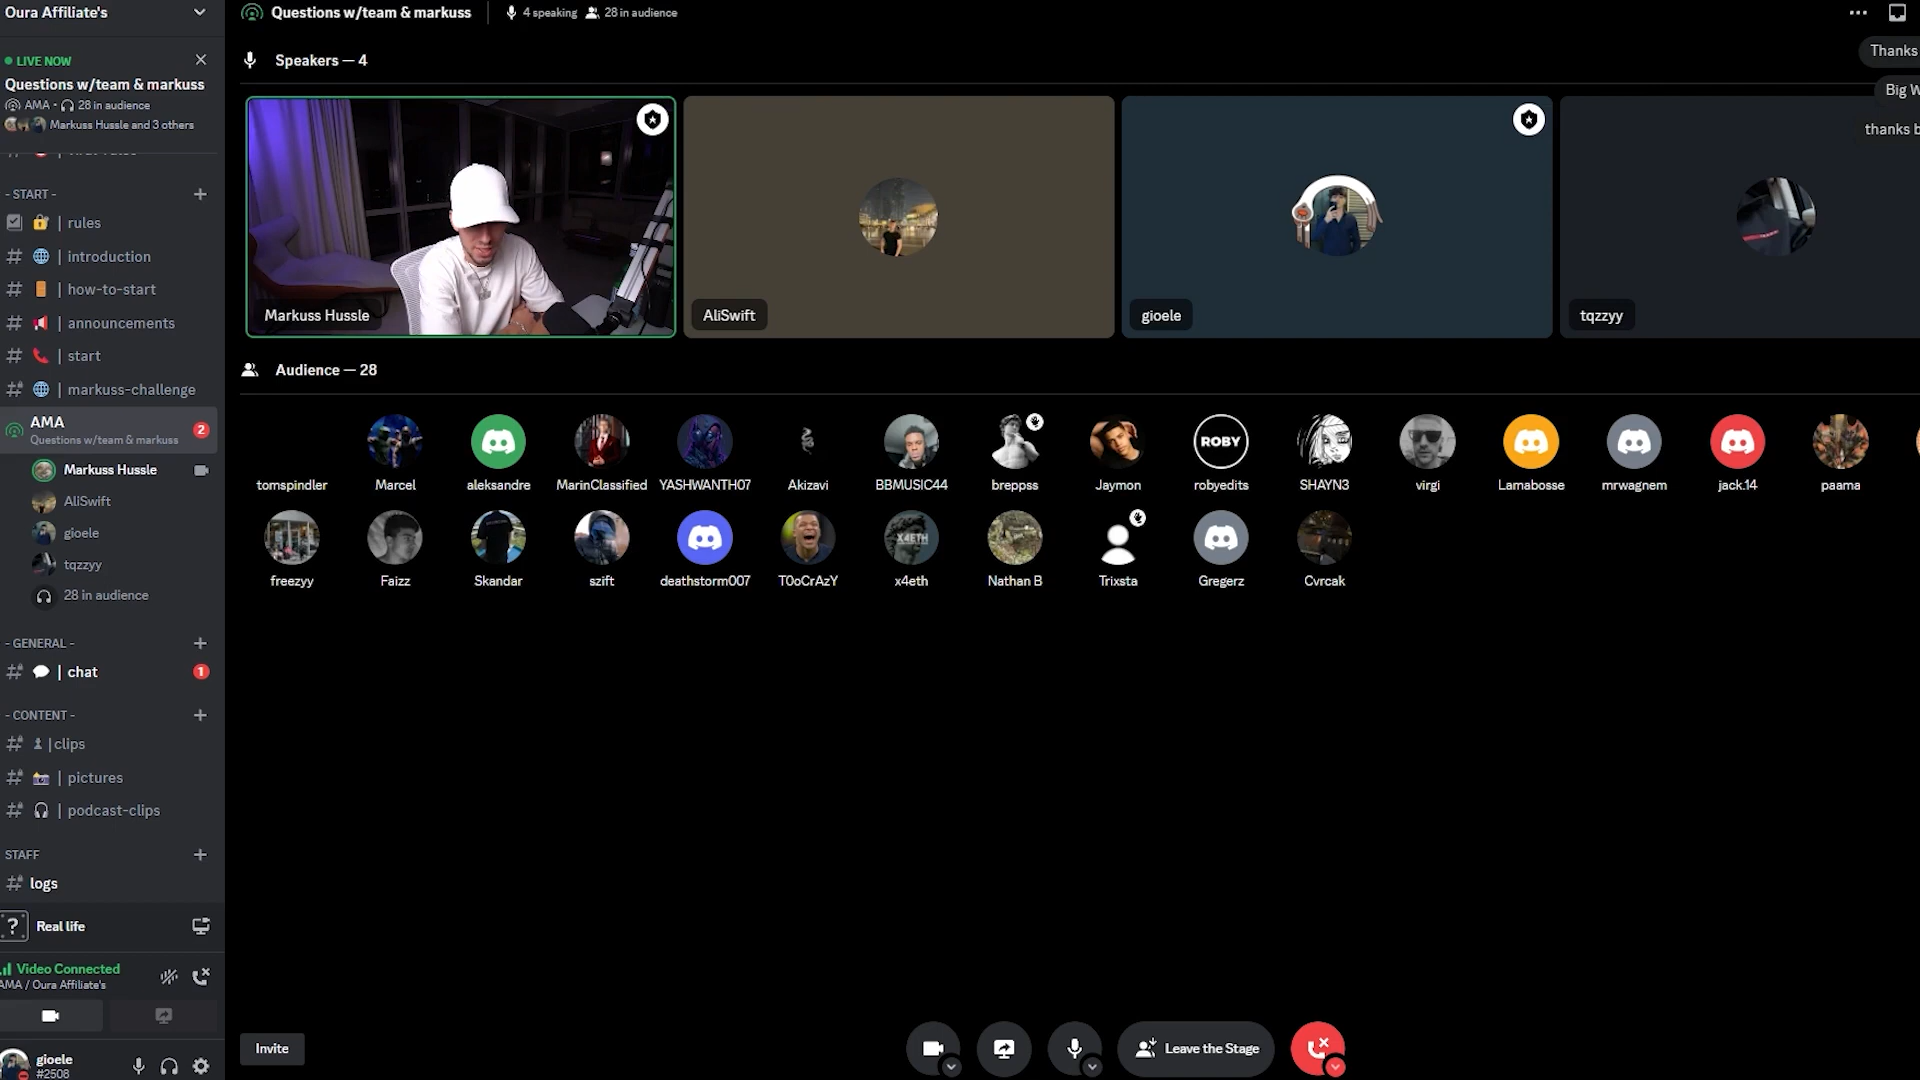 Oura Affiliate's
LIVE NOW
Questions w/team & markuss
AMA • 28 in audience
Markuss Hussle and 3 others
- START -
rules
introduction
how-to-start
announcements
start
markuss-challenge
AMA
2
Questions w/team & markuss
Markuss Hussle
AliSwift
gioele
tqzzyy
28 in audience
- GENERAL -
chat
1
- CONTENT -
clips
pictures
podcast-clips
STAFF
logs
Real life
Video Connected
AMA / Oura Affiliate's
gioele
#2508
Questions w/team & markuss
4 speaking 28 in audience
Thanks
Big W
thanks b
Speakers — 4
Markuss Hussle
AliSwift
gioele
tqzzyy
Audience — 28
ROBY
tomspindler Marcel aleksandre MarinClassified YASHWANTH07 Akizavi BBMUSIC44 breppss Jaymon robyedits SHAYN3 virgi Lamabosse mrwagnem jack.14 paama
X4ETH
freezyy Faizz Skandar szift deathstorm007 T0oCrAzY x4eth Nathan B Trixsta Gregerz Cvrcak
Invite
Leave the Stage